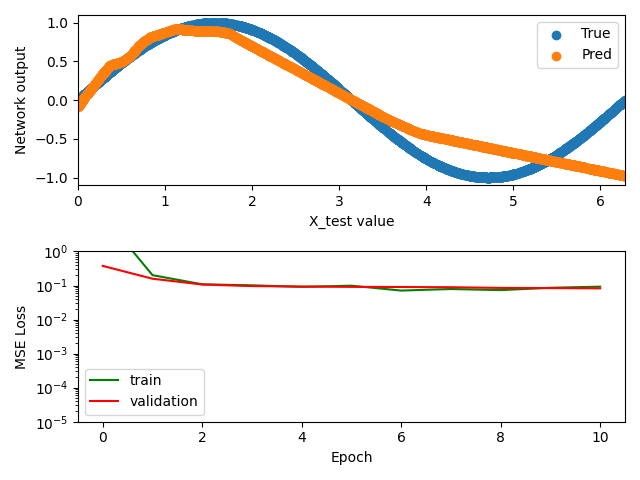 1.0
0.5
0.0
−0.5
−1.0
Network output
True
Pred
0 1 2 3 4 5 6
X_test value
10⁰
10⁻¹
10⁻²
10⁻³
10⁻⁴
10⁻⁵
MSE Loss
train
validation
0 2 4 6 8 10
Epoch